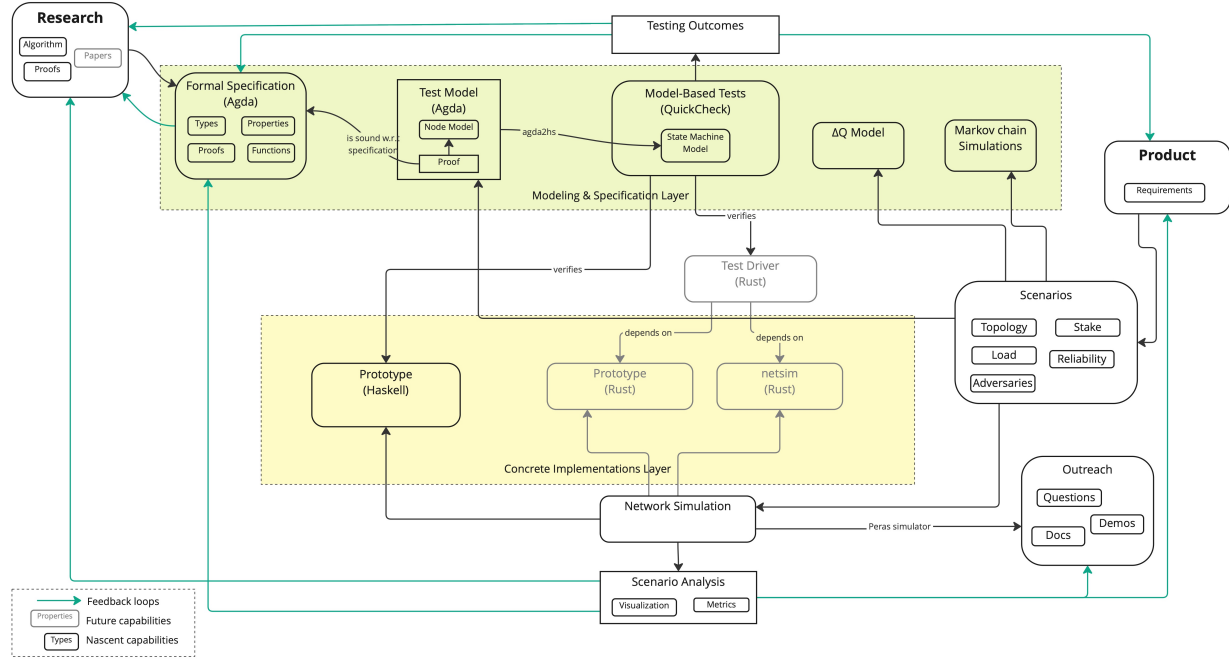 Research
Algorithm
Papers
Proofs
Testing Outcomes
Formal Specification
(Agda)
Types
Properties
Proofs
Functions
is sound w.r.t
specification
Test Model
(Agda)
Node Model
Proof
agda2hs
Model-Based Tests
(QuickCheck)
State Machine
Model
ΔQ Model
Markov chain
Simulations
Modeling & Specification Layer
Product
Requirements
verifies
verifies
Test Driver
(Rust)
depends on
depends on
Scenarios
Topology
Stake
Load
Reliability
Adversaries
Prototype
(Haskell)
Prototype
(Rust)
netsim
(Rust)
Concrete Implementations Layer
Network Simulation
Peras simulator
Outreach
Questions
Demos
Docs
Scenario Analysis
Visualization
Metrics
Feedback loops
Properties
Future capabilities
Types
Nascent capabilities